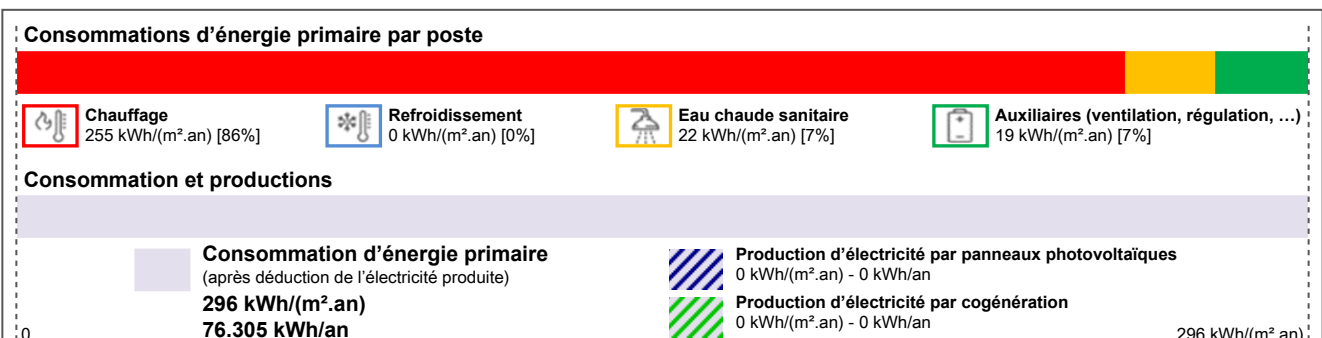 Consommations d'énergie primaire par poste
Chauffage
255 kWh/(m².an) [86%]
Refroidissement
0 kWh/(m².an) [0%]
Eau chaude sanitaire
22 kWh/(m².an) [7%]
Auxiliaires (ventilation, régulation, …)
19 kWh/(m².an) [7%]
Consommation et productions
Consommation d'énergie primaire
(après déduction de l'électricité produite)
296 kWh/(m².an)
76.305 kWh/an
Production d'électricité par panneaux photovoltaïques
0 kWh/(m².an) - 0 kWh/an
Production d'électricité par cogénération
0 kWh/(m².an) - 0 kWh/an
0
296 kWh/(m².an)